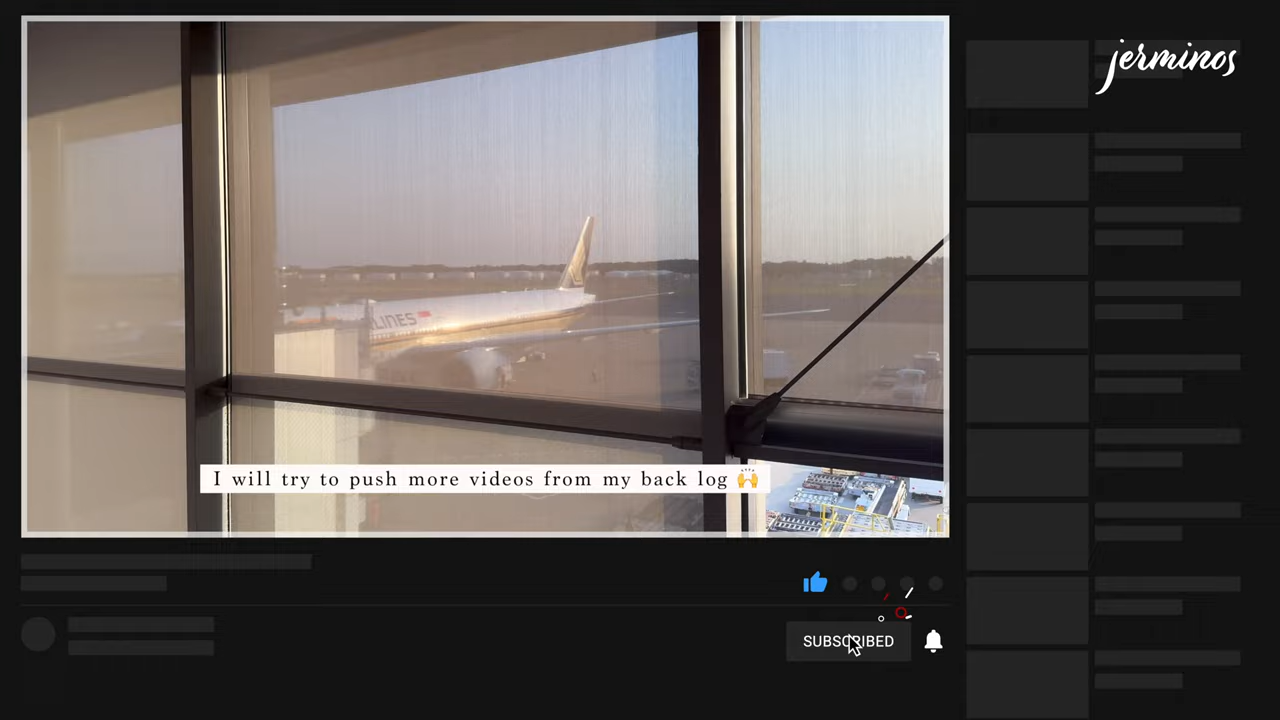 jerminos
LINES
I will try to push more videos from my back log 🙌
SUBSCRIBED